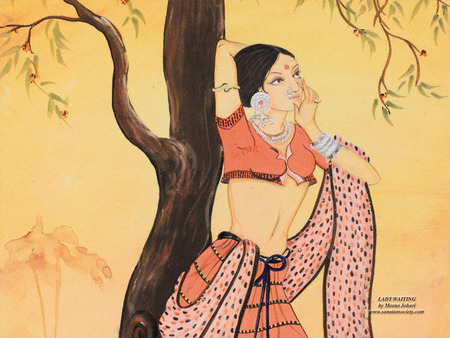 LADY WAITING
by Meena Johari
www.sanatansociety.com